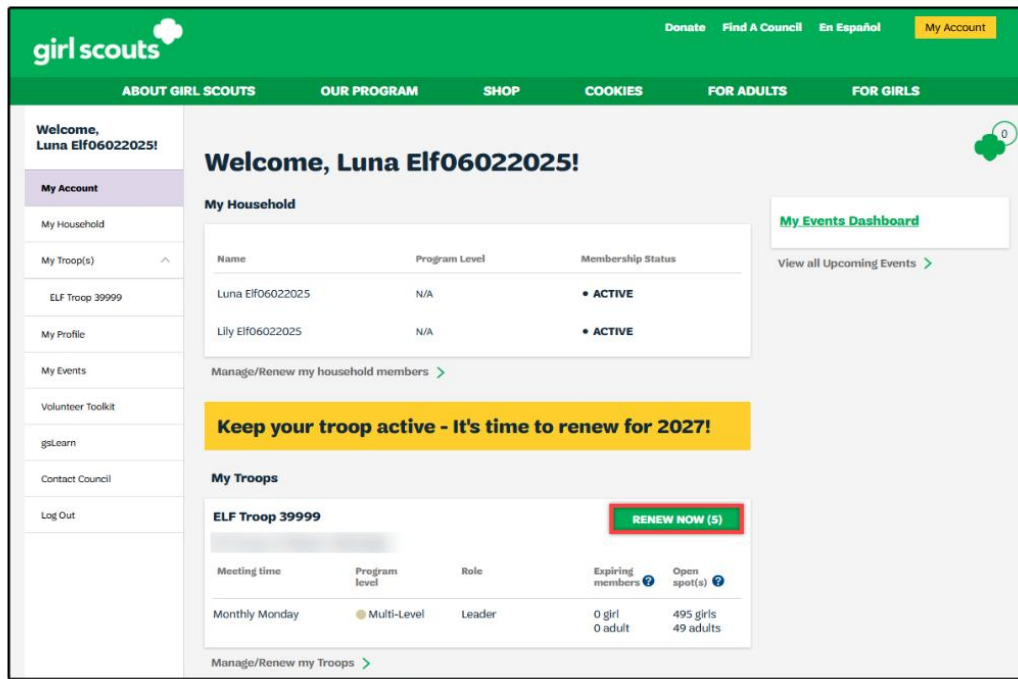 girl scouts
Donate Find A Council En Español My Account
ABOUT GIRL SCOUTS OUR PROGRAM SHOP COOKIES FOR ADULTS FOR GIRLS
Welcome,
Luna Elf06022025!
My Account
My Household
My Troop(s)
ELF Troop 39999
My Profile
My Events
Volunteer Toolkit
gsLearn
Contact Council
Log Out
0
Welcome, Luna Elf06022025!
My Household
Name Program Level Membership Status
Luna Elf06022025 N/A • ACTIVE
Lily Elf06022025 N/A • ACTIVE
Manage/Renew my household members >
My Events Dashboard
View all Upcoming Events >
Keep your troop active - It's time to renew for 2027!
My Troops
ELF Troop 39999 RENEW NOW (5)
Meeting time Program level Role Expiring members ? Open spot(s) ?
Monthly Monday Multi-Level Leader 0 girl 495 girls
0 adult 49 adults
Manage/Renew my Troops >